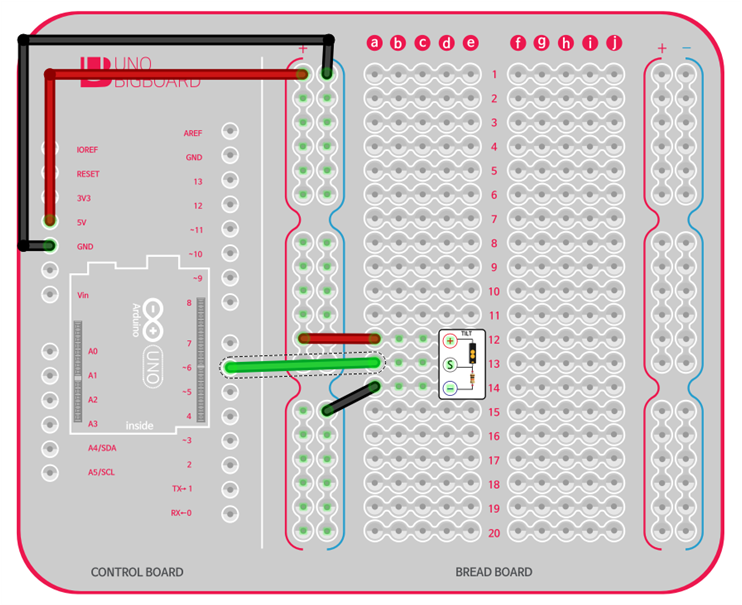 UNO
BIGBOARD
+
a b c d e
f g h i j
+ −
1
2
3
4
5
6
7
8
9
10
11
12
13
14
15
16
17
18
19
20
IOREF
RESET
3V3
5V
GND
Vin
A0
A1
A2
A3
A4/SDA
A5/SCL
AREF
GND
13
12
~11
~10
~9
8
7
~6
~5
4
~3
2
TX→ 1
RX←0
Arduino
UNO
inside
TILT
+
S
−
CONTROL BOARD
BREAD BOARD